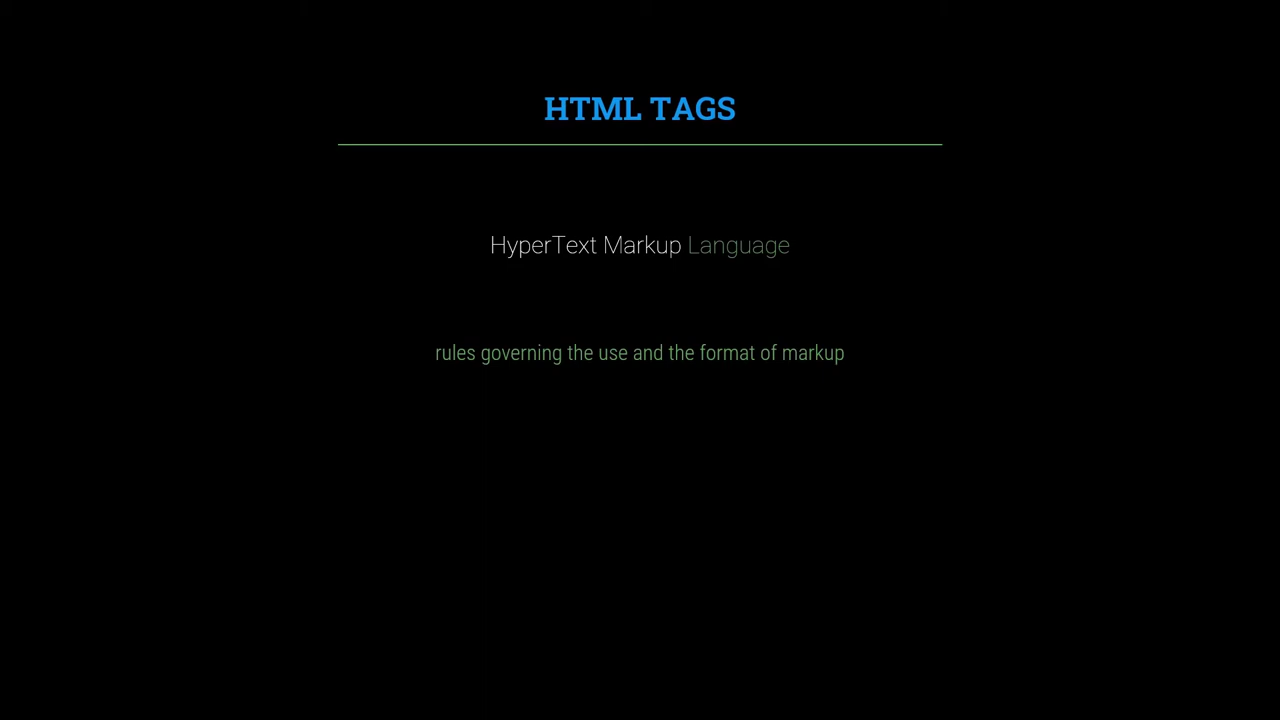 HTML TAGS
HyperText Markup Language
rules governing the use and the format of markup